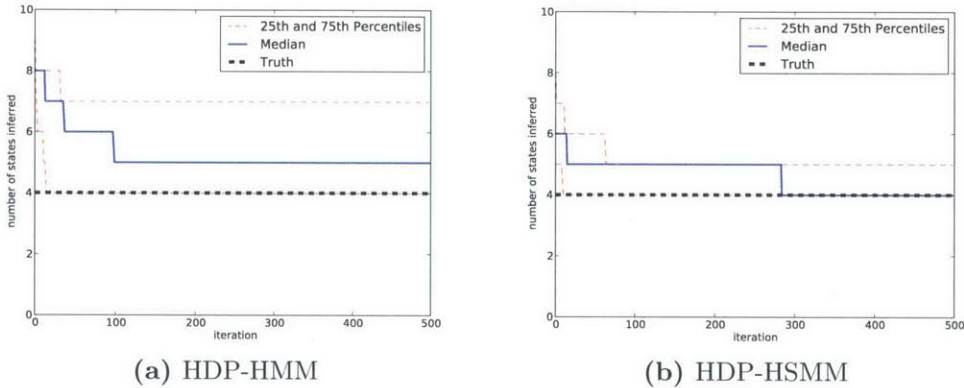 10
8
6
4
2
0
number of states inferred
25th and 75th Percentiles
Median
Truth
0 100 200 300 400 500
iteration
(a) HDP-HMM
10
8
6
4
2
0
number of states inferred
25th and 75th Percentiles
Median
Truth
0 100 200 300 400 500
iteration
(b) HDP-HSMM